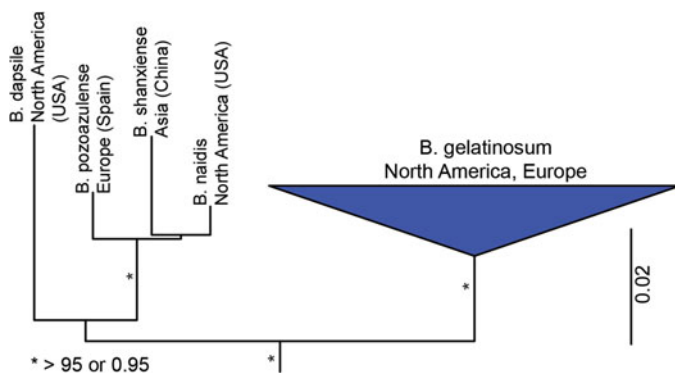 B. dapsile
North America
(USA)
B. pozoazulense
Europe (Spain)
B. shanxiense
Asia (China)
B. naidis
North America (USA)
B. gelatinosum
North America, Europe
*
*
0.02
* > 95 or 0.95
*